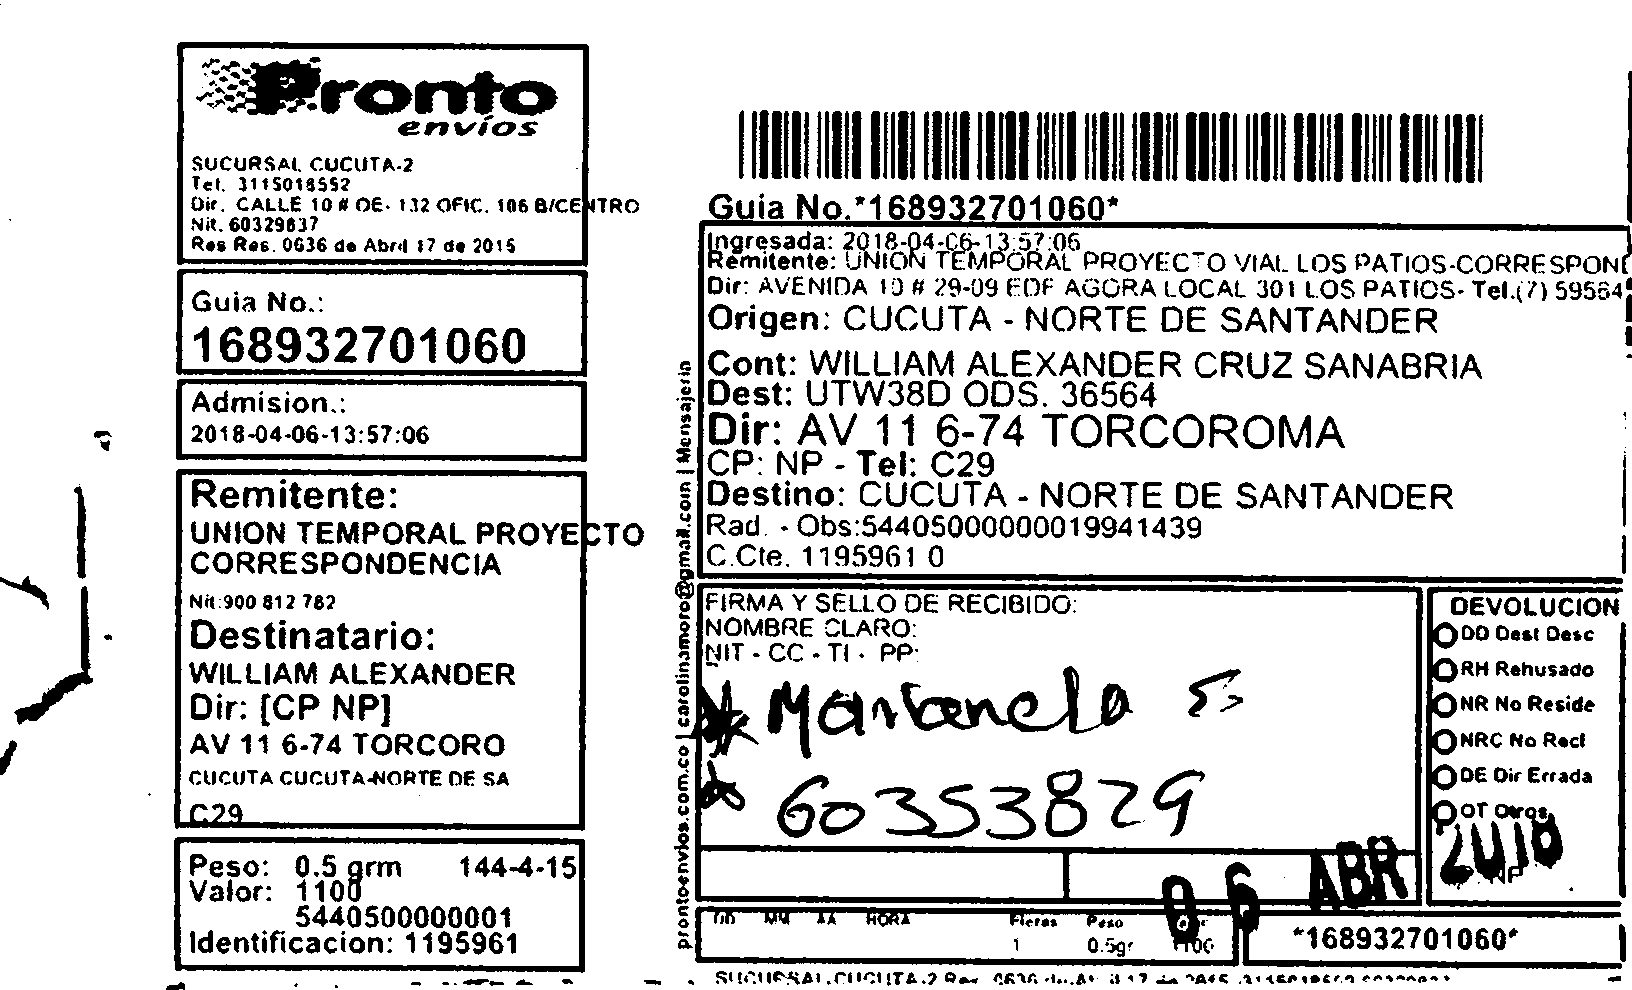 Pronto
envíos
SUCURSAL CUCUTA-2
Tel. 3115018552
Dir. CALLE 10 # OE- 132 OFIC. 106 B/CENTRO
Nit. 60329837
Res Res. 0636 de Abril 17 de 2015
Guia No.:
168932701060
Admision.:
2018-04-06-13:57:06
Remitente:
UNION TEMPORAL PROYECTO
CORRESPONDENCIA
Nit:900 812 782
Destinatario:
WILLIAM ALEXANDER
Dir: [CP NP]
AV 11 6-74 TORCORO
CUCUTA CUCUTA-NORTE DE SA
C29
Peso: 0.5 grm 144-4-15
Valor: 1100
5440500000001
Identificacion: 1195961
prontoenvios.com.co | carolinamoro@gmail.com | Mensajeria
Guia No.*168932701060*
Ingresada: 2018-04-06-13:57:06
Remitente: UNION TEMPORAL PROYECTO VIAL LOS PATIOS-CORRESPON
Dir: AVENIDA 10 # 29-09 EDF AGORA LOCAL 301 LOS PATIOS- Tel.(7) 59564
Origen: CUCUTA - NORTE DE SANTANDER
Cont: WILLIAM ALEXANDER CRUZ SANABRIA
Dest: UTW38D ODS. 36564
Dir: AV 11 6-74 TORCOROMA
CP: NP - Tel: C29
Destino: CUCUTA - NORTE DE SANTANDER
Rad. - Obs:54405000000019941439
C.Cte. 1195961 0
FIRMA Y SELLO DE RECIBIDO:
NOMBRE CLARO:
NIT - CC - TI - PP:
60353829
DEVOLUCION
DD Dest Desc
RH Rehusado
NR No Reside
NRC No Recl
DE Dir Errada
OT Otros
06 ABR
DD MM AA HORA Piezas Peso
1 0.5gr 1100
*168932701060*
SUCURSAL CUCUTA-2